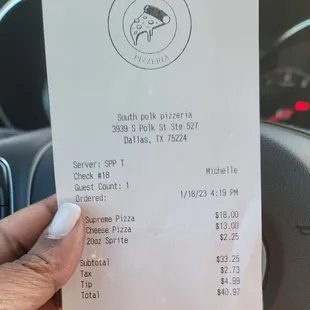 PIZZERIA
South polk pizzeria
3939 S Polk St Ste 527
Dallas, TX 75224
Server: SPP T
Check #18 Michelle
Guest Count: 1
Ordered: 1/18/23 4:19 PM
Supreme Pizza $18.00
Cheese Pizza $13.00
20oz Sprite $2.25
Subtotal $33.25
Tax $2.73
Tip $4.99
Total $40.97